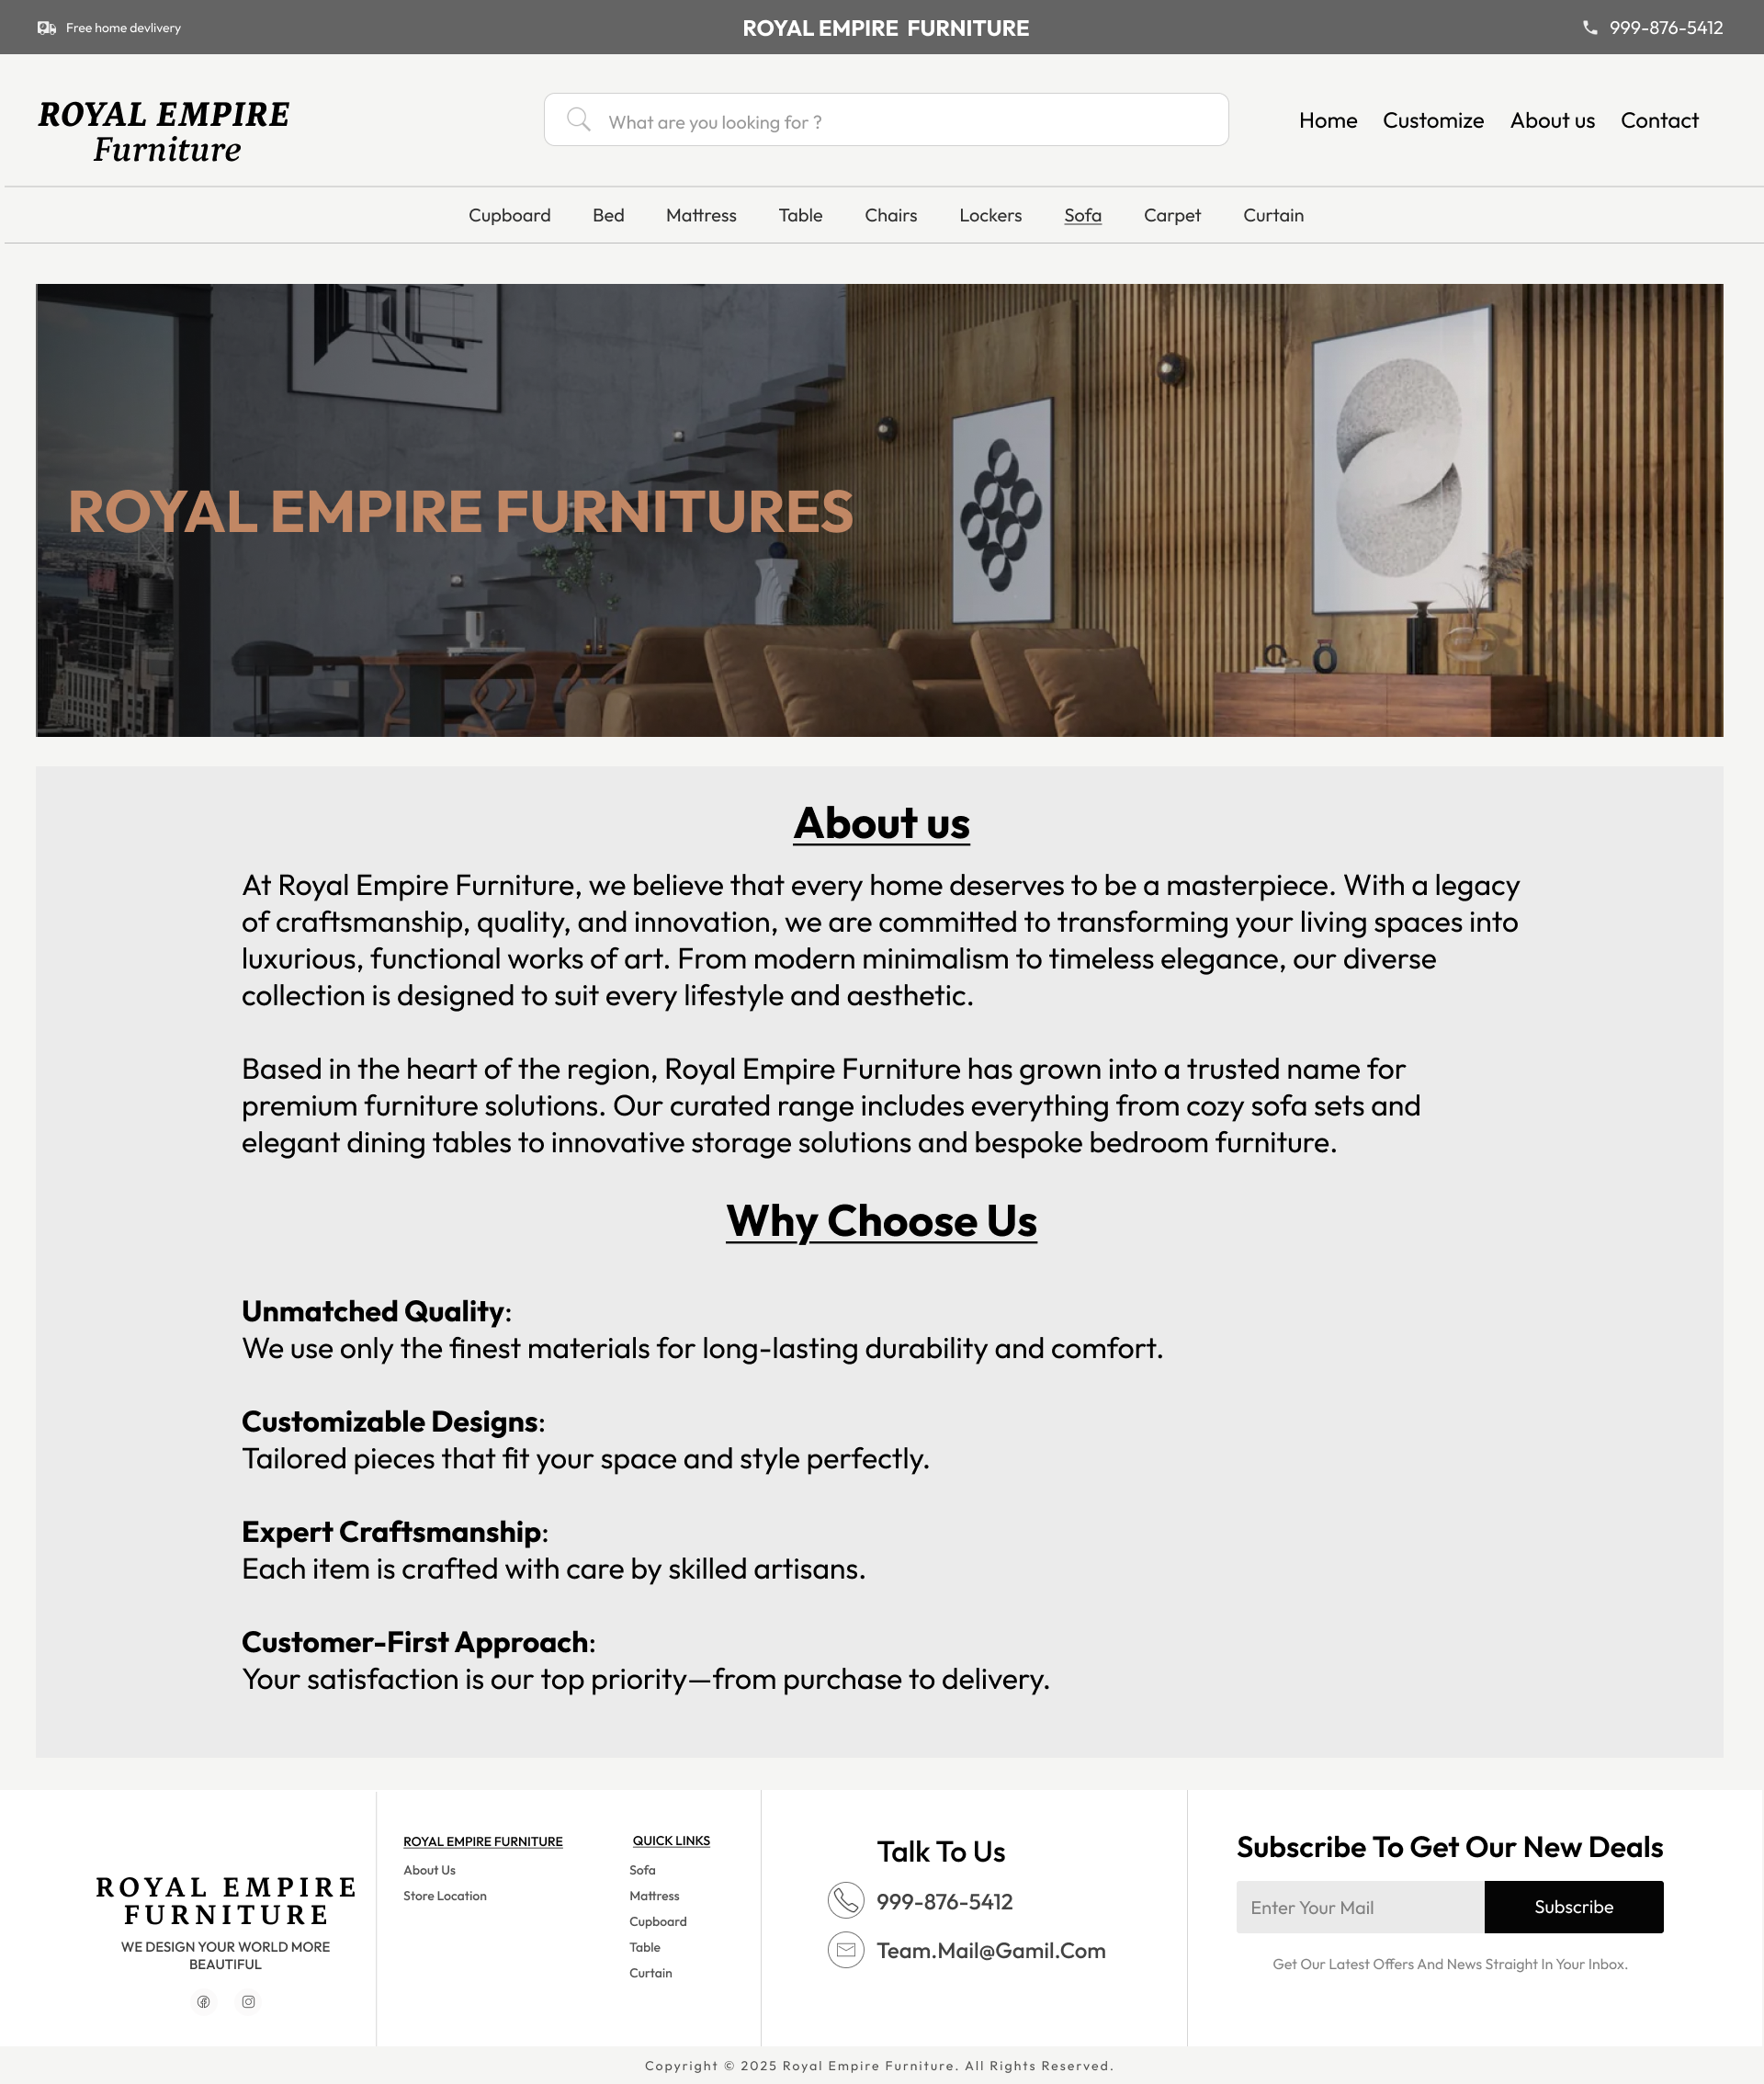 Free home devlivery
ROYAL EMPIRE FURNITURE
999-876-5412
ROYAL EMPIRE
Furniture
What are you looking for ?
Home Customize About us Contact
Cupboard Bed Mattress Table Chairs Lockers Sofa Carpet Curtain
ROYAL EMPIRE FURNITURES
About us
At Royal Empire Furniture, we believe that every home deserves to be a masterpiece. With a legacy
of craftsmanship, quality, and innovation, we are committed to transforming your living spaces into
luxurious, functional works of art. From modern minimalism to timeless elegance, our diverse
collection is designed to suit every lifestyle and aesthetic.
Based in the heart of the region, Royal Empire Furniture has grown into a trusted name for
premium furniture solutions. Our curated range includes everything from cozy sofa sets and
elegant dining tables to innovative storage solutions and bespoke bedroom furniture.
Why Choose Us
Unmatched Quality:
We use only the finest materials for long-lasting durability and comfort.
Customizable Designs:
Tailored pieces that fit your space and style perfectly.
Expert Craftsmanship:
Each item is crafted with care by skilled artisans.
Customer-First Approach:
Your satisfaction is our top priority—from purchase to delivery.
ROYAL EMPIRE
FURNITURE
WE DESIGN YOUR WORLD MORE
BEAUTIFUL
ROYAL EMPIRE FURNITURE
About Us
Store Location
QUICK LINKS
Sofa
Mattress
Cupboard
Table
Curtain
Talk To Us
999-876-5412
Team.Mail@Gamil.Com
Subscribe To Get Our New Deals
Enter Your Mail
Subscribe
Get Our Latest Offers And News Straight In Your Inbox.
Copyright © 2025 Royal Empire Furniture. All Rights Reserved.